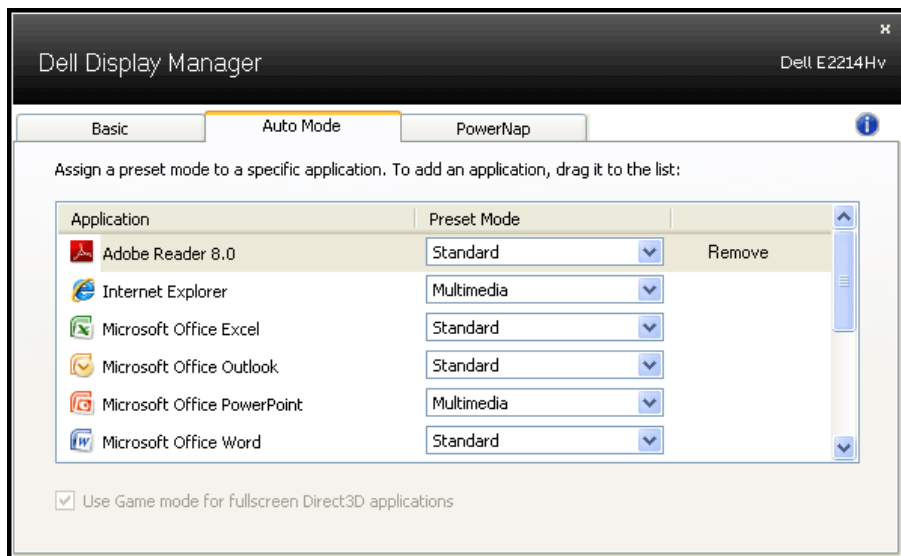 Dell Display Manager
Dell E2214Hv
Basic Auto Mode PowerNap
Assign a preset mode to a specific application. To add an application, drag it to the list:
Application Preset Mode
Adobe Reader 8.0 Standard Remove
Internet Explorer Multimedia
Microsoft Office Excel Standard
Microsoft Office Outlook Standard
Microsoft Office PowerPoint Multimedia
Microsoft Office Word Standard
Use Game mode for fullscreen Direct3D applications